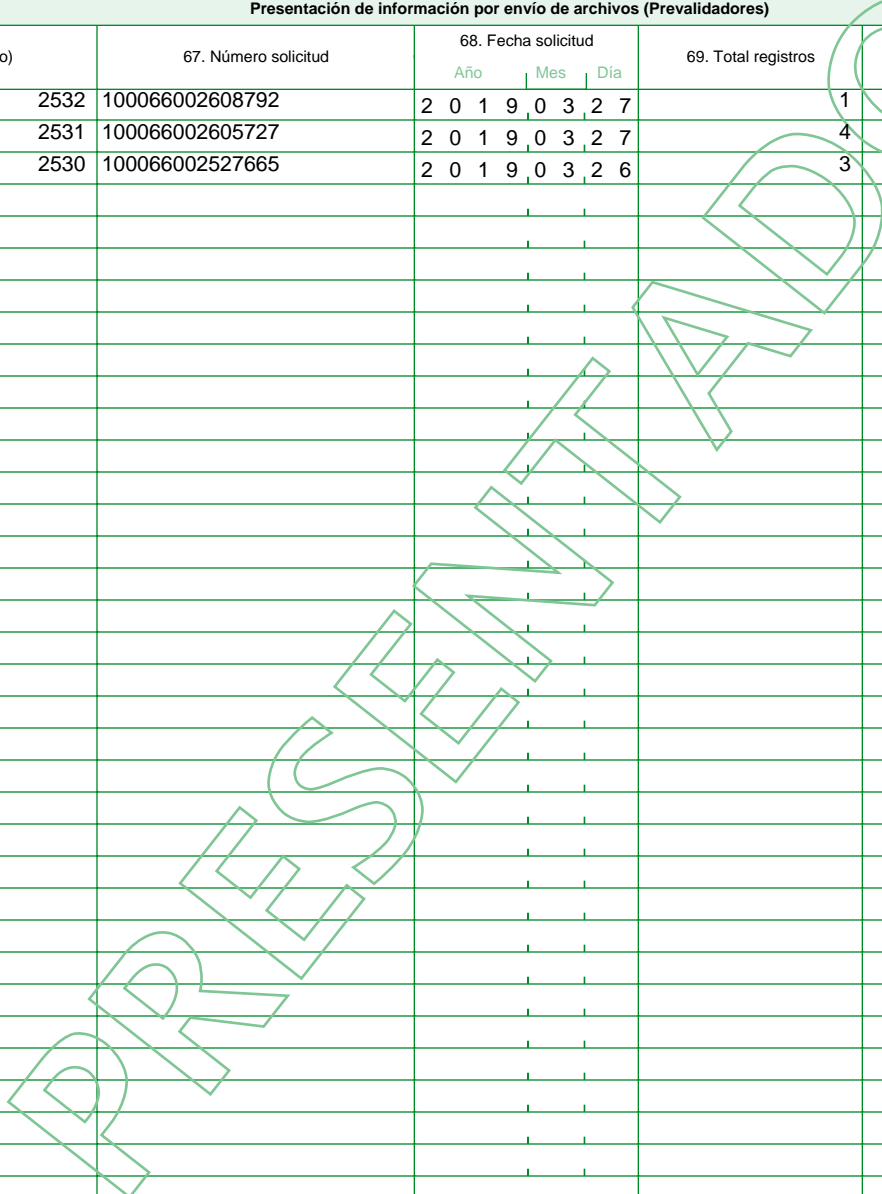 Presentación de información por envío de archivos (Prevalidadores)
o) 67. Número solicitud 68. Fecha solicitud 69. Total registros
Año Mes Día
2532 100066002608792 2 0 1 9 0 3 2 7 1
2531 100066002605727 2 0 1 9 0 3 2 7 4
2530 100066002527665 2 0 1 9 0 3 2 6 3
PRESENTADO